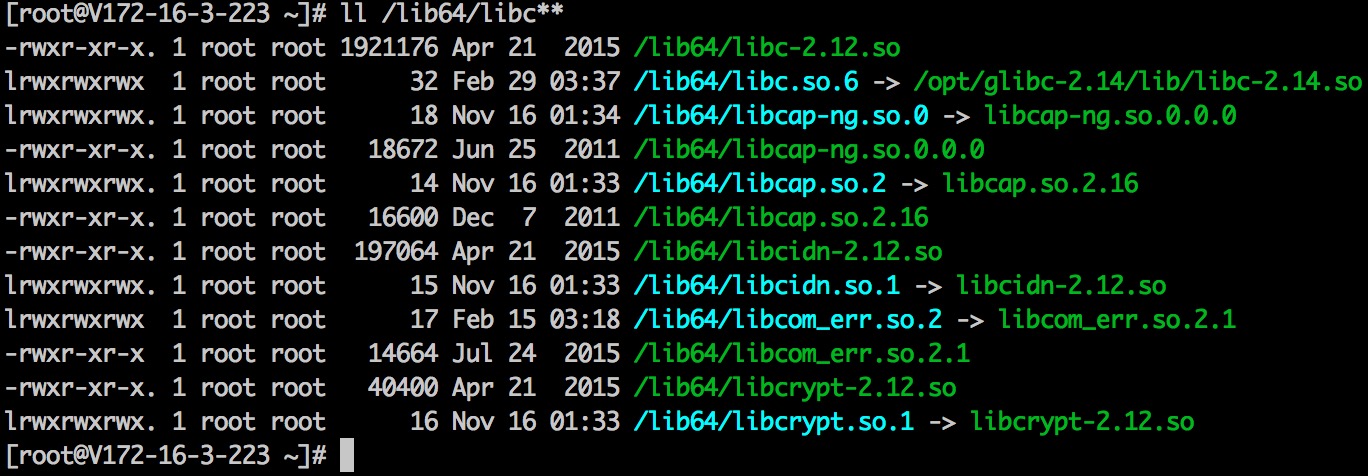 [root@V172-16-3-223 ~]# ll /lib64/libc**
-rwxr-xr-x. 1 root root 1921176 Apr 21  2015 /lib64/libc-2.12.so
lrwxrwxrwx  1 root root      32 Feb 29 03:37 /lib64/libc.so.6 -> /opt/glibc-2.14/lib/libc-2.14.so
lrwxrwxrwx. 1 root root      18 Nov 16 01:34 /lib64/libcap-ng.so.0 -> libcap-ng.so.0.0.0
-rwxr-xr-x. 1 root root   18672 Jun 25  2011 /lib64/libcap-ng.so.0.0.0
lrwxrwxrwx. 1 root root      14 Nov 16 01:33 /lib64/libcap.so.2 -> libcap.so.2.16
-rwxr-xr-x. 1 root root   16600 Dec  7  2011 /lib64/libcap.so.2.16
-rwxr-xr-x. 1 root root  197064 Apr 21  2015 /lib64/libcidn-2.12.so
lrwxrwxrwx. 1 root root      15 Nov 16 01:33 /lib64/libcidn.so.1 -> libcidn-2.12.so
lrwxrwxrwx  1 root root      17 Feb 15 03:18 /lib64/libcom_err.so.2 -> libcom_err.so.2.1
-rwxr-xr-x  1 root root   14664 Jul 24  2015 /lib64/libcom_err.so.2.1
-rwxr-xr-x. 1 root root   40400 Apr 21  2015 /lib64/libcrypt-2.12.so
lrwxrwxrwx. 1 root root      16 Nov 16 01:33 /lib64/libcrypt.so.1 -> libcrypt-2.12.so
[root@V172-16-3-223 ~]#